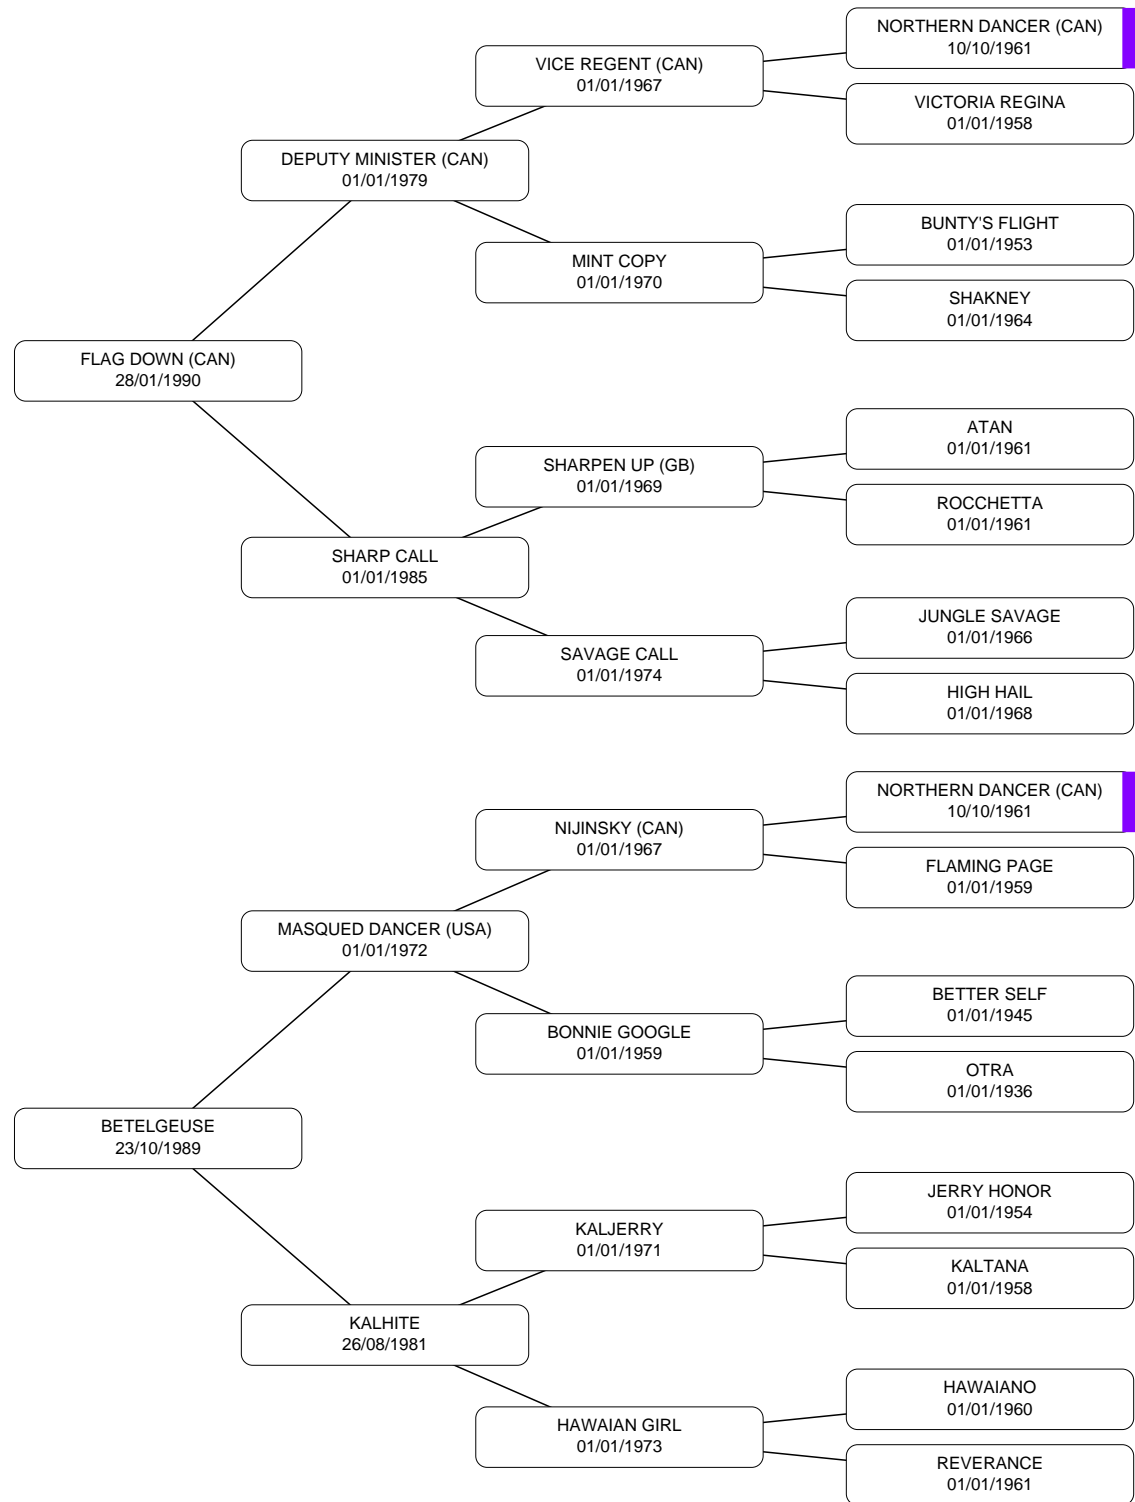 NORTHERN DANCER (CAN)
10/10/1961
VICE REGENT (CAN)
01/01/1967
VICTORIA REGINA
01/01/1958
DEPUTY MINISTER (CAN)
01/01/1979
BUNTY'S FLIGHT
01/01/1953
MINT COPY
01/01/1970
SHAKNEY
01/01/1964
FLAG DOWN (CAN)
28/01/1990
ATAN
01/01/1961
SHARPEN UP (GB)
01/01/1969
ROCCHETTA
01/01/1961
SHARP CALL
01/01/1985
JUNGLE SAVAGE
01/01/1966
SAVAGE CALL
01/01/1974
HIGH HAIL
01/01/1968
NORTHERN DANCER (CAN)
10/10/1961
NIJINSKY (CAN)
01/01/1967
FLAMING PAGE
01/01/1959
MASQUED DANCER (USA)
01/01/1972
BETTER SELF
01/01/1945
BONNIE GOOGLE
01/01/1959
OTRA
01/01/1936
BETELGEUSE
23/10/1989
JERRY HONOR
01/01/1954
KALJERRY
01/01/1971
KALTANA
01/01/1958
KALHITE
26/08/1981
HAWAIANO
01/01/1960
HAWAIAN GIRL
01/01/1973
REVERANCE
01/01/1961